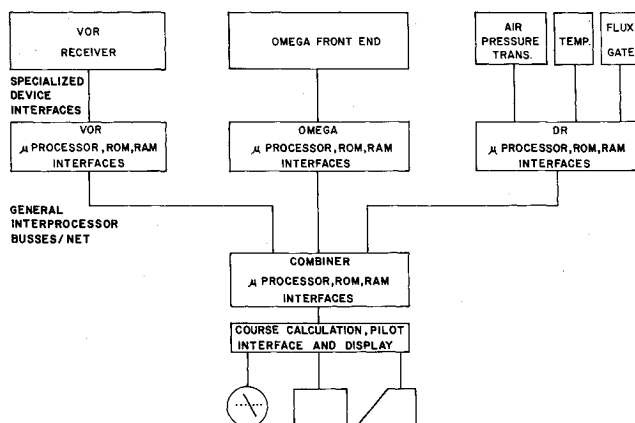 VOR
RECEIVER
OMEGA FRONT END
AIR
PRESSURE
TRANS.
TEMP.
FLUX
GATE
SPECIALIZED
DEVICE
INTERFACES
VOR
μ PROCESSOR, ROM, RAM
INTERFACES
OMEGA
μ PROCESSOR, ROM, RAM
INTERFACES
DR
μ PROCESSOR, ROM, RAM
INTERFACES
GENERAL
INTERPROCESSOR
BUSSES/NET
COMBINER
μ PROCESSOR, ROM, RAM
INTERFACES
COURSE CALCULATION, PILOT
INTERFACE AND DISPLAY